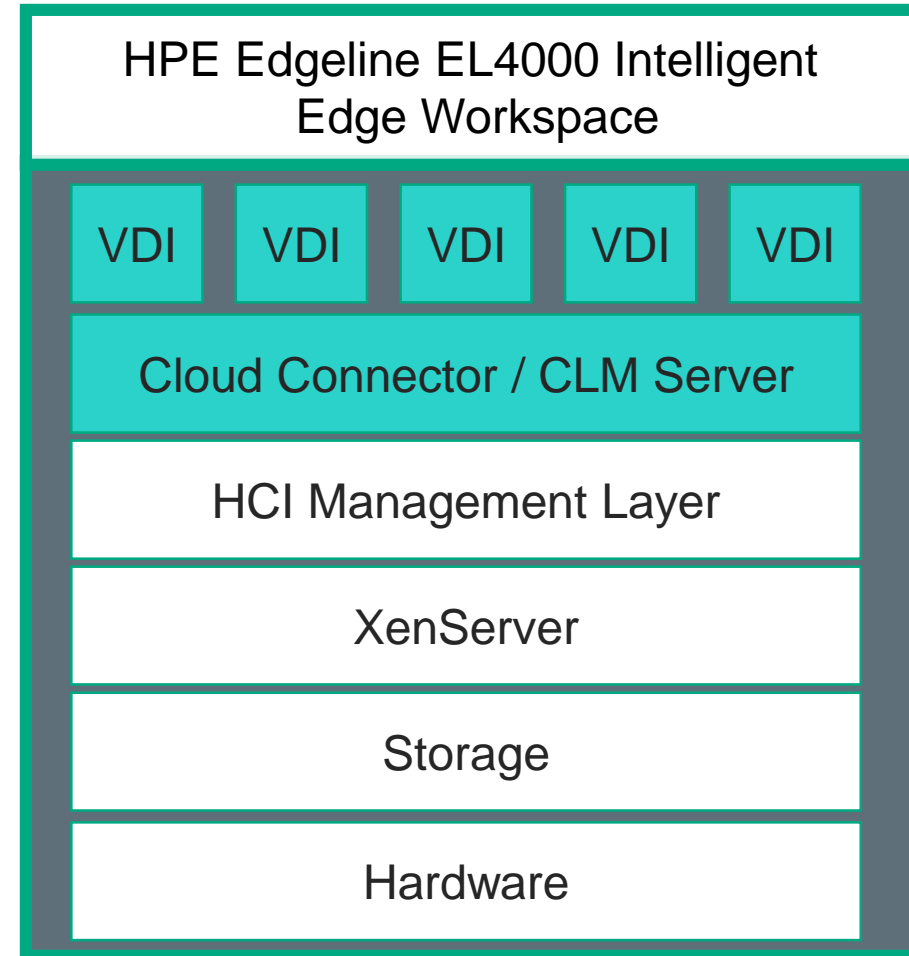 HPE Edgeline EL4000 Intelligent
Edge Workspace
VDI VDI VDI VDI VDI
Cloud Connector / CLM Server
HCI Management Layer
XenServer
Storage
Hardware